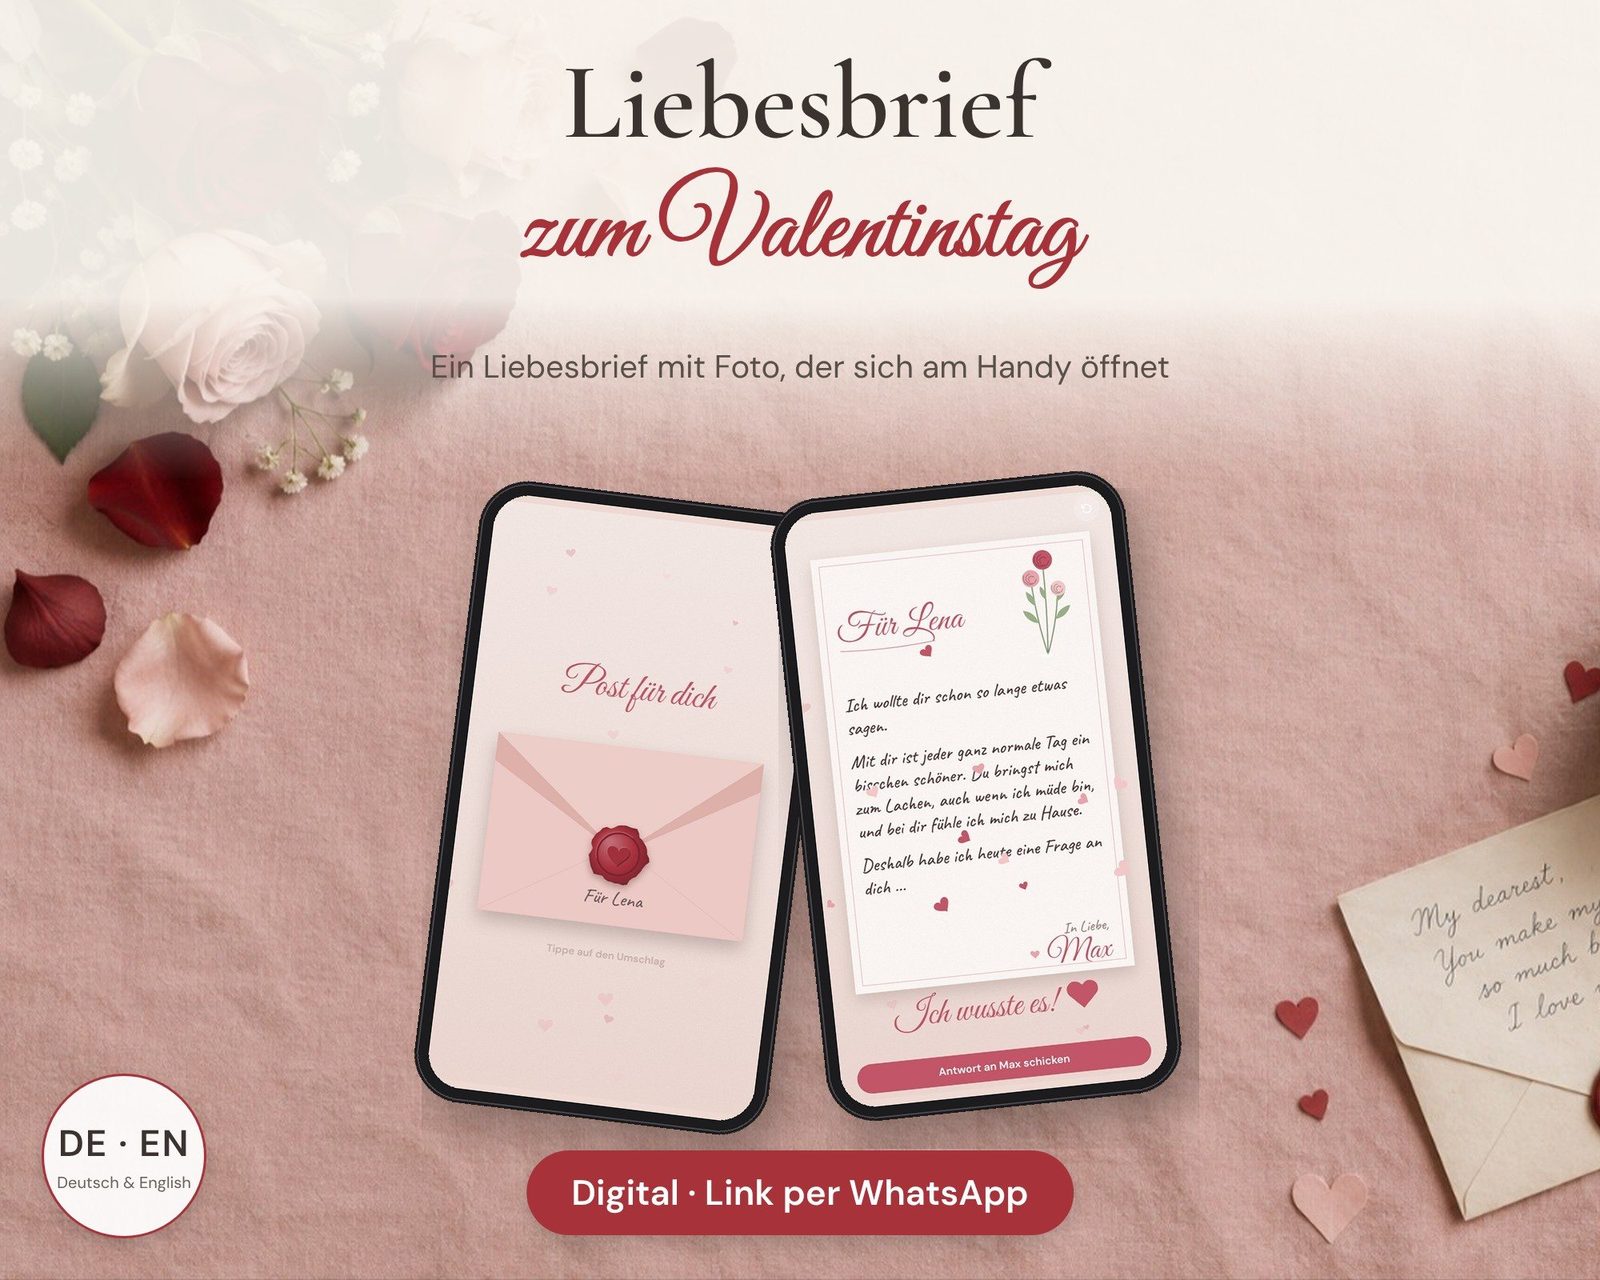 Liebesbrief
zum Valentinstag
Ein Liebesbrief mit Foto, der sich am Handy öffnet
Post für dich
Für Lena
Tippe auf den Umschlag
Für Lena
Ich wollte dir schon so lange etwas
sagen.
Mit dir ist jeder ganz normale Tag ein
bisschen schöner. Du bringst mich
zum Lachen, auch wenn ich müde bin,
und bei dir fühle ich mich zu Hause.
Deshalb habe ich heute eine Frage an
dich ...
In Liebe,
Max
Ich wusste es!
Antwort an Max schicken
My dearest,
You make my
so much
I love
DE · EN
Deutsch & English
Digital · Link per WhatsApp